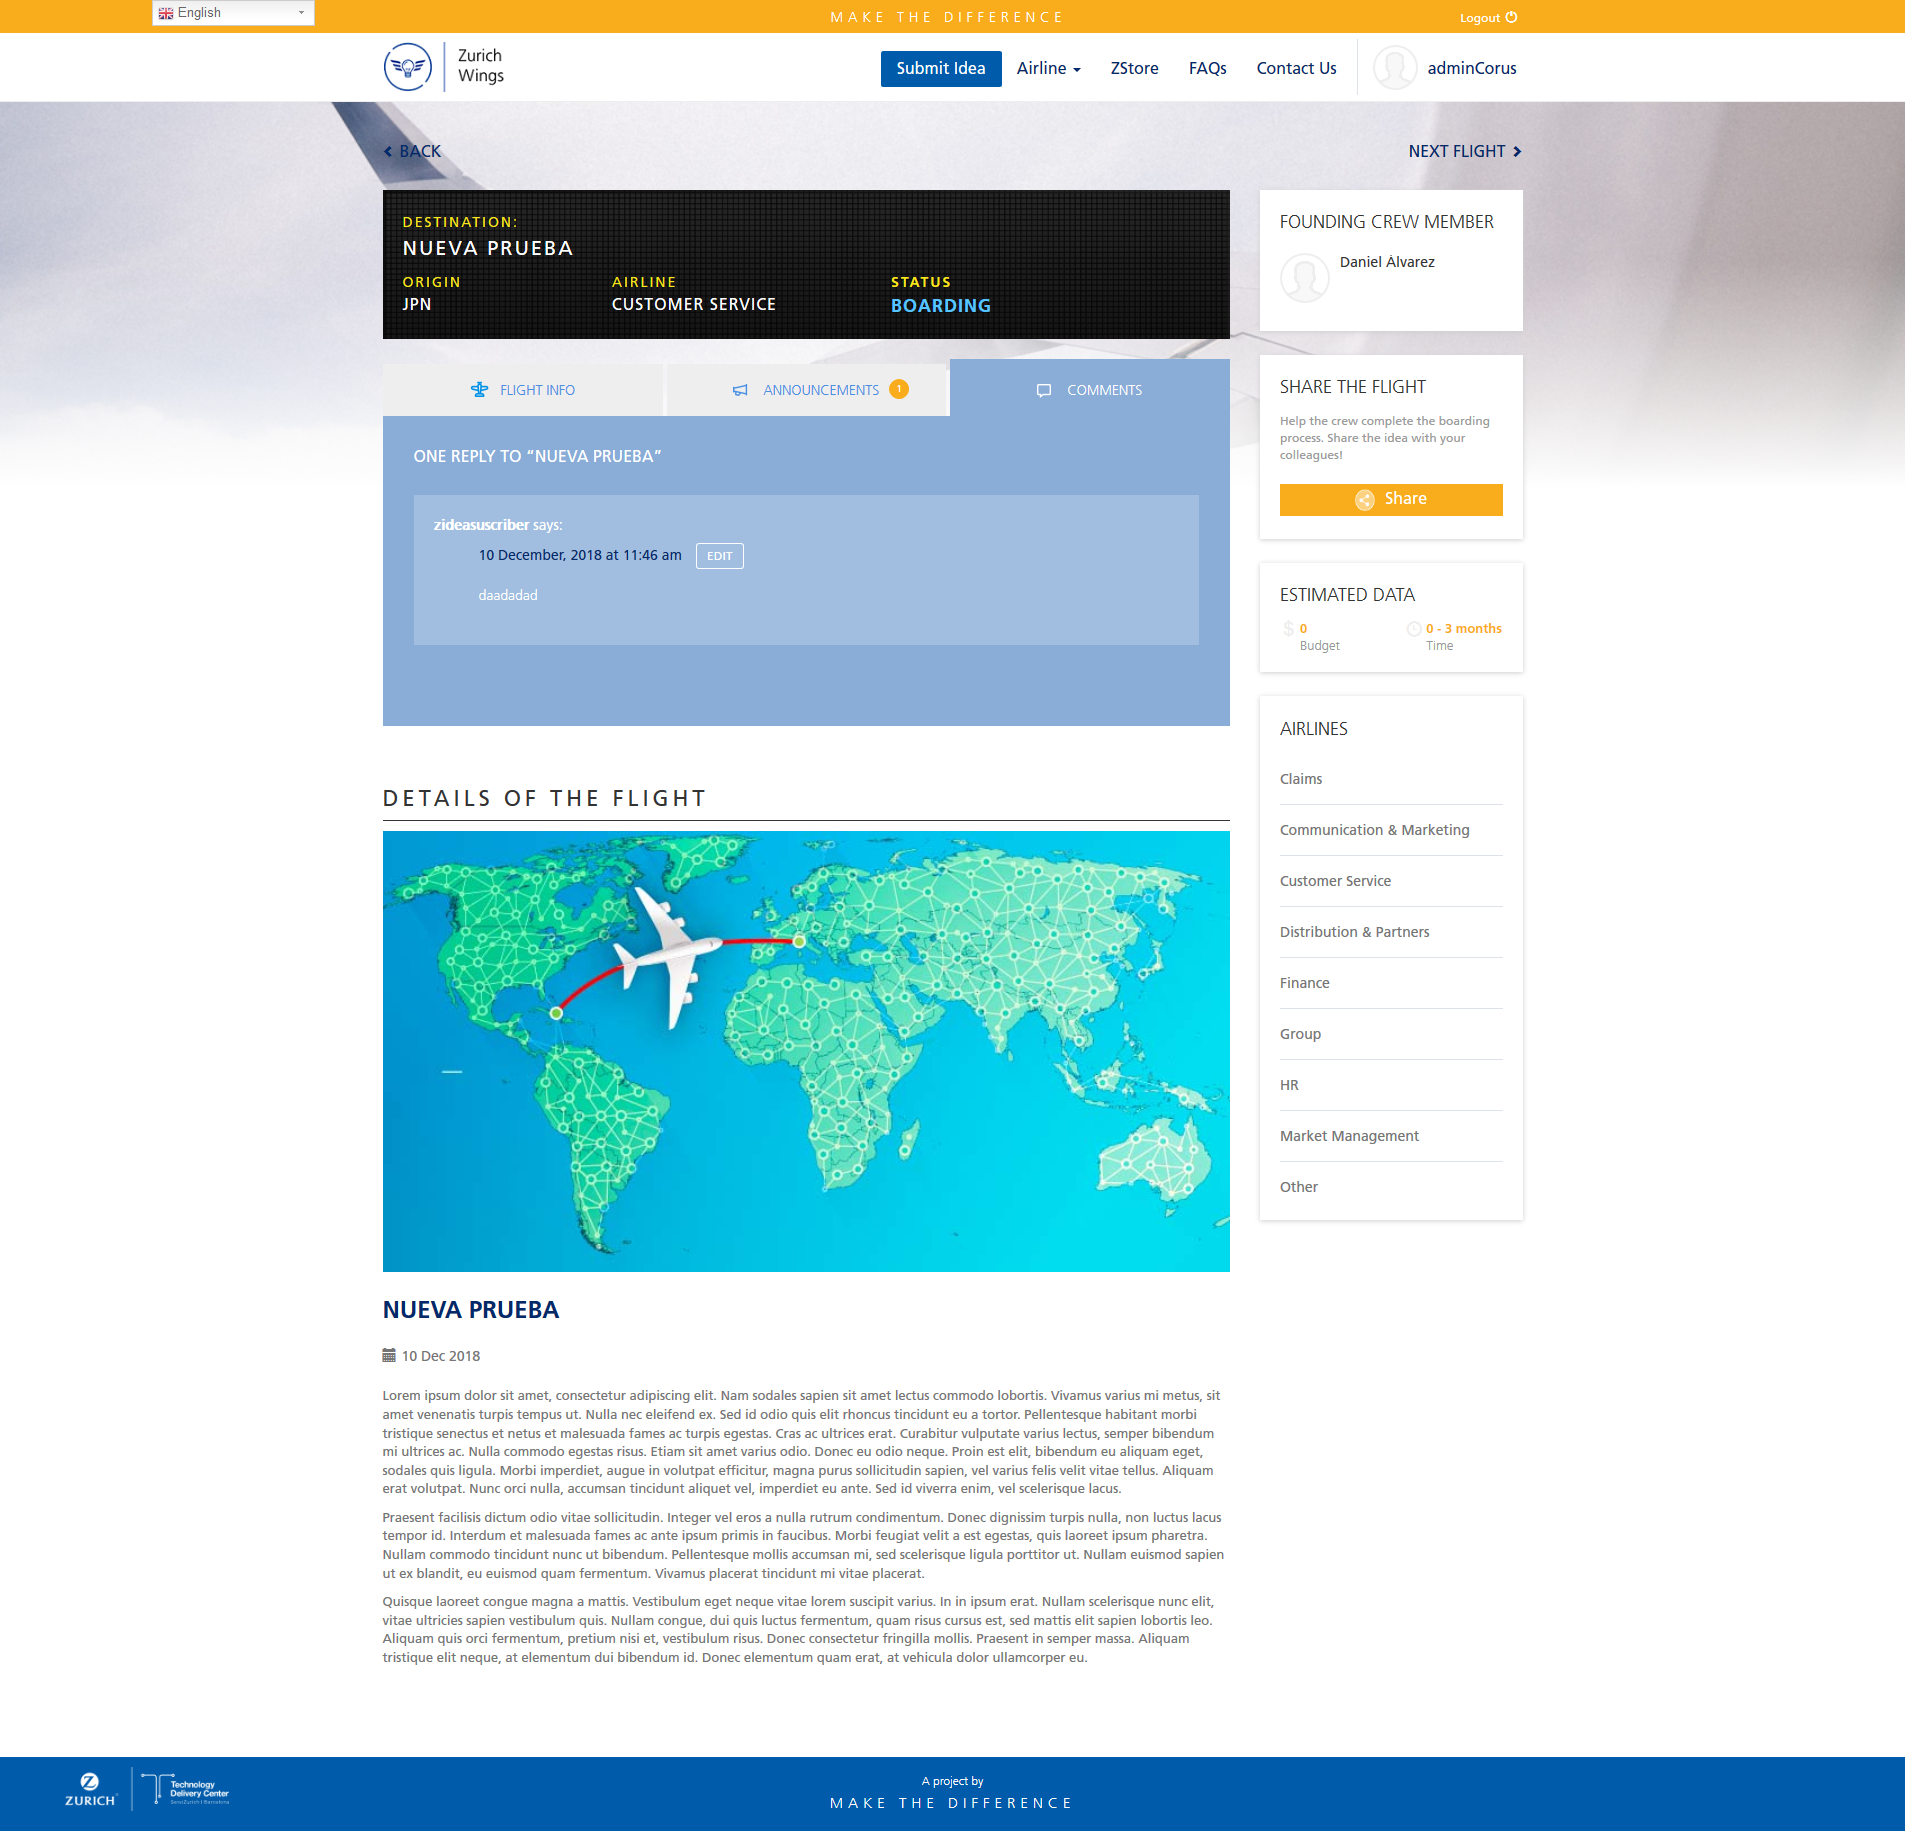 English
MAKE THE DIFFERENCE
Logout
Zurich
Wings
Submit Idea
Airline
ZStore
FAQs
Contact Us
adminCorus
BACK
NEXT FLIGHT
DESTINATION:
NUEVA PRUEBA
ORIGIN
AIRLINE
STATUS
JPN
CUSTOMER SERVICE
BOARDING
FLIGHT INFO
ANNOUNCEMENTS
1
COMMENTS
ONE REPLY TO “NUEVA PRUEBA”
zideasuscriber says:
10 December, 2018 at 11:46 am
EDIT
daadadad
FOUNDING CREW MEMBER
Daniel Álvarez
SHARE THE FLIGHT
Help the crew complete the boarding
process. Share the idea with your
colleagues!
Share
ESTIMATED DATA
$ 0
Budget
0 - 3 months
Time
AIRLINES
Claims
Communication & Marketing
Customer Service
Distribution & Partners
Finance
Group
HR
Market Management
Other
DETAILS OF THE FLIGHT
NUEVA PRUEBA
10 Dec 2018
Lorem ipsum dolor sit amet, consectetur adipiscing elit. Nam sodales sapien sit amet lectus commodo lobortis. Vivamus varius mi metus, sit
amet venenatis turpis tempus ut. Nulla nec eleifend ex. Sed id odio quis elit rhoncus tincidunt eu a tortor. Pellentesque habitant morbi
tristique senectus et netus et malesuada fames ac turpis egestas. Cras ac ultrices erat. Curabitur vulputate varius lectus, semper bibendum
mi ultrices ac. Nulla commodo egestas risus. Etiam sit amet varius odio. Donec eu odio neque. Proin est elit, bibendum eu aliquam eget,
sodales quis ligula. Morbi imperdiet, augue in volutpat efficitur, magna purus sollicitudin sapien, vel varius felis velit vitae tellus. Aliquam
erat volutpat. Nunc orci nulla, accumsan tincidunt aliquet vel, imperdiet eu ante. Sed id viverra enim, vel scelerisque lacus.
Praesent facilisis dictum odio vitae sollicitudin. Integer vel eros a nulla rutrum condimentum. Donec dignissim turpis nulla, non luctus lacus
tempor id. Interdum et malesuada fames ac ante ipsum primis in faucibus. Morbi feugiat velit a est egestas, quis laoreet ipsum pharetra.
Nullam commodo tincidunt nunc ut bibendum. Pellentesque mollis accumsan mi, sed scelerisque ligula porttitor ut. Nullam euismod sapien
ut ex blandit, eu euismod quam fermentum. Vivamus placerat tincidunt mi vitae placerat.
Quisque laoreet congue magna a mattis. Vestibulum eget neque vitae lorem suscipit varius. In in ipsum erat. Nullam scelerisque nunc elit,
vitae ultricies sapien vestibulum quis. Nullam congue, dui quis luctus fermentum, quam risus cursus est, sed mattis elit sapien lobortis leo.
Aliquam quis orci fermentum, pretium nisi et, vestibulum risus. Donec consectetur fringilla mollis. Praesent in semper massa. Aliquam
tristique elit neque, at elementum dui bibendum id. Donec elementum quam erat, at vehicula dolor ullamcorper eu.
ZURICH
Technology
Delivery Center
A project by
MAKE THE DIFFERENCE